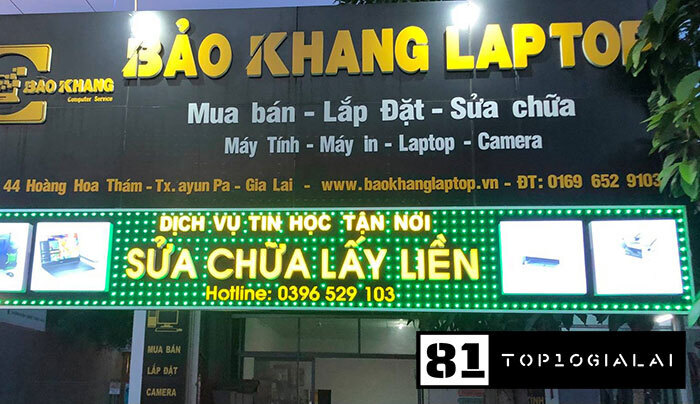 BẢO KHANG LAPTOP
BẢO KHANG
Computer Service
Mua bán - Lắp Đặt - Sửa chữa
Máy Tính - Máy in - Laptop - Camera
44 Hoàng Hoa Thám - Tx.ayun Pa - Gia Lai - www.baokhanglaptop.vn - ĐT: 0169 652 9103
DỊCH VỤ TIN HỌC TẬN NƠI
SỬA CHỮA LẤY LIỀN
Hotline: 0396 529 103
MUA BÁN
LẮP ĐẶT
CAMERA
81 TOP10GIALAI